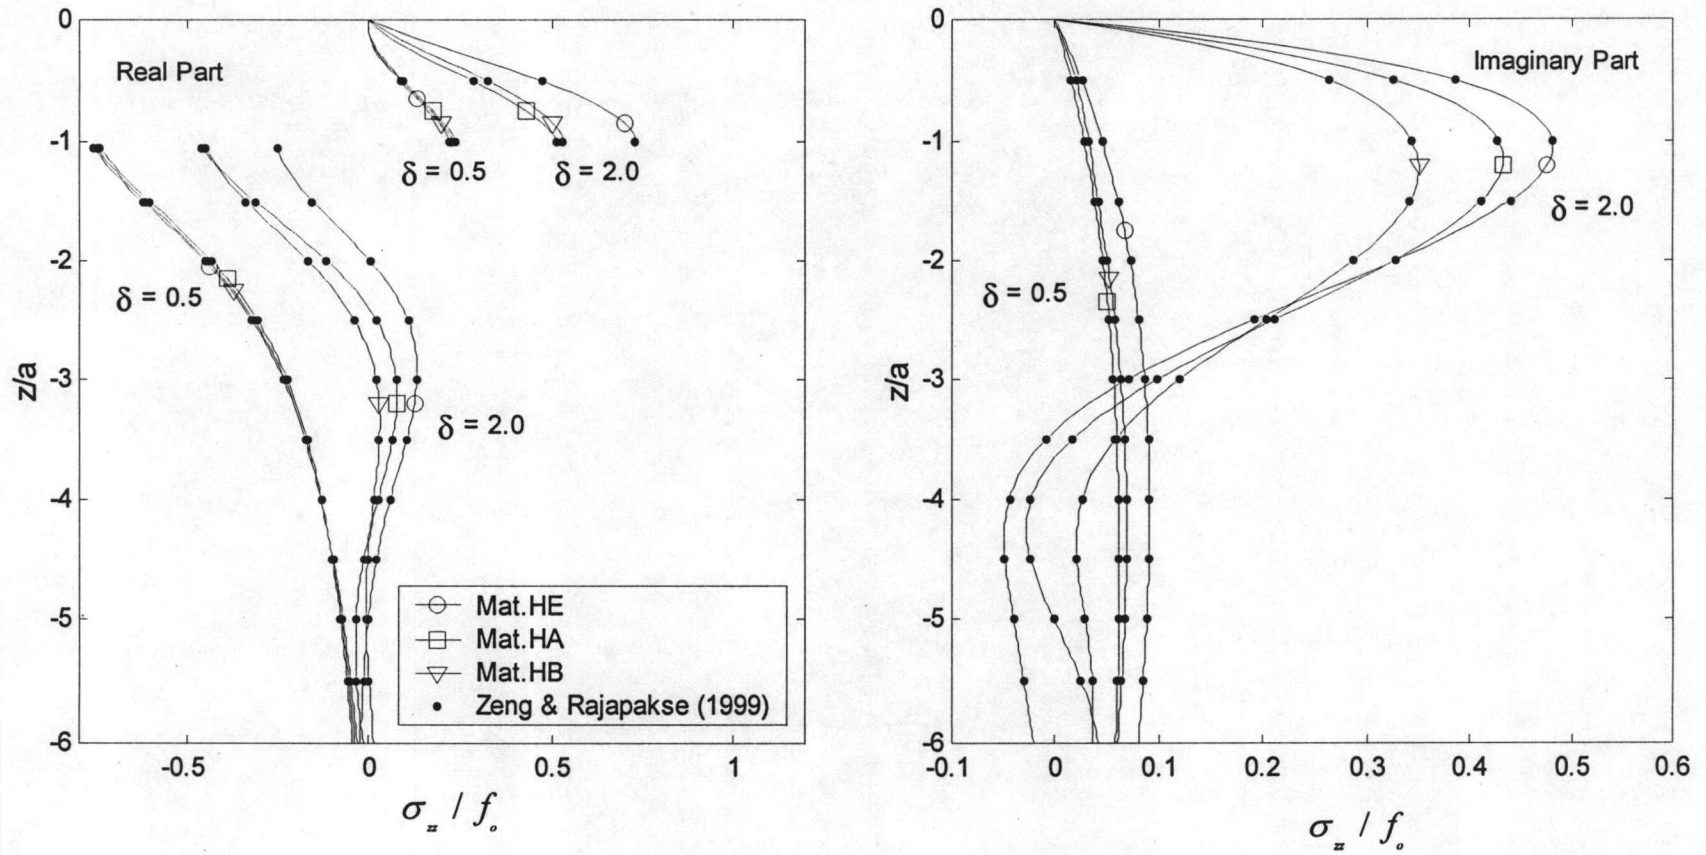 Real Part
0
-1
-2
-3
-4
-5
-6
z/a
δ = 0.5
δ = 2.0
δ = 0.5
δ = 2.0
Mat.HE
Mat.HA
Mat.HB
Zeng & Rajapakse (1999)
-0.5
0
0.5
1
σzz / fo
Imaginary Part
0
-1
-2
-3
-4
-5
-6
z/a
δ = 2.0
δ = 0.5
-0.1
0
0.1
0.2
0.3
0.4
0.5
0.6
σzz / fo